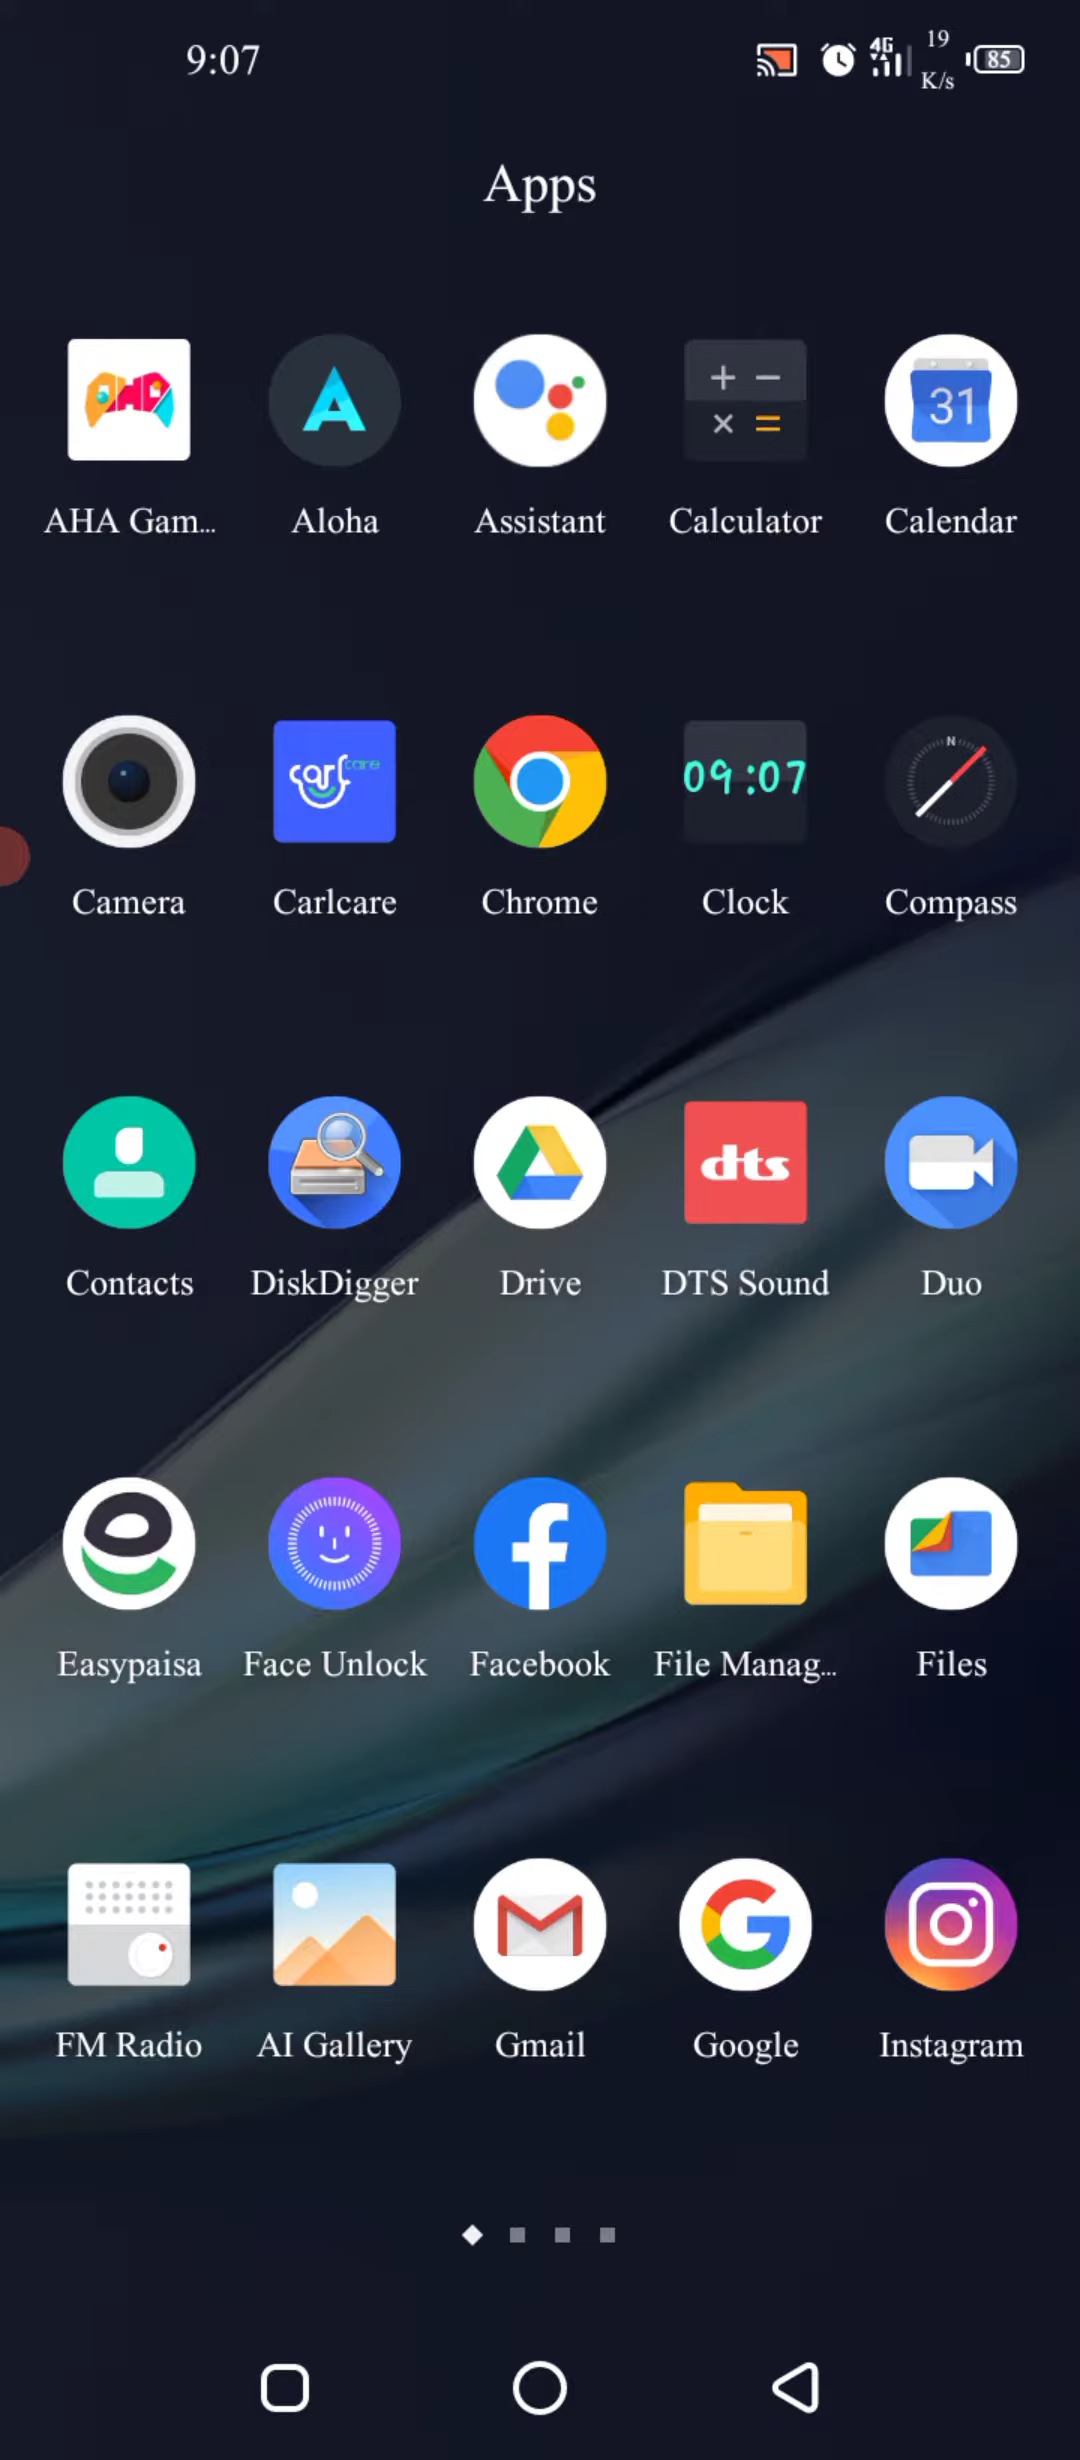 9:07
4G
19
K/s
85
Apps
31
AHA Gam... Aloha Assistant Calculator Calendar
carlcare
09:07
N
Camera Carlcare Chrome Clock Compass
dts
Contacts DiskDigger Drive DTS Sound Duo
Easypaisa Face Unlock Facebook File Manag... Files
FM Radio AI Gallery Gmail Google Instagram